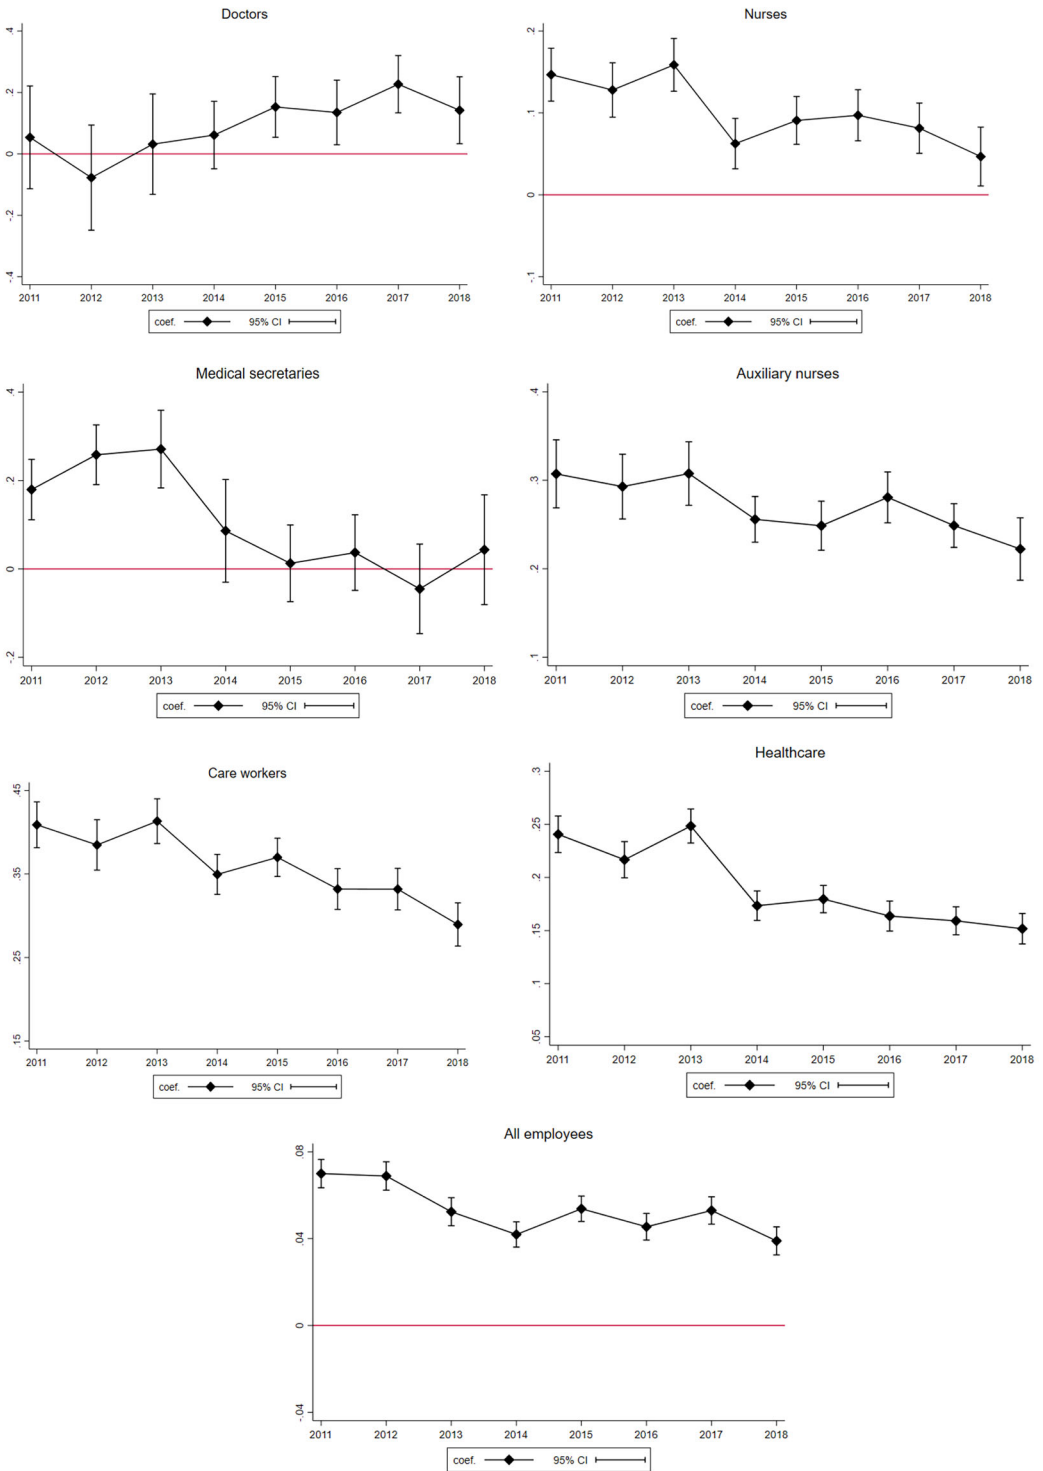 Doctors
.4
.2
0
-.2
-.4
2011 2012 2013 2014 2015 2016 2017 2018
coef. 95% CI
Nurses
.2
.1
0
-.1
2011 2012 2013 2014 2015 2016 2017 2018
coef. 95% CI
Medical secretaries
.4
.2
0
-.2
2011 2012 2013 2014 2015 2016 2017 2018
coef. 95% CI
Auxiliary nurses
.4
.3
.2
.1
2011 2012 2013 2014 2015 2016 2017 2018
coef. 95% CI
Care workers
.45
.35
.25
.15
2011 2012 2013 2014 2015 2016 2017 2018
coef. 95% CI
Healthcare
.3
.25
.2
.15
.1
.05
2011 2012 2013 2014 2015 2016 2017 2018
coef. 95% CI
All employees
.08
.04
0
-.04
2011 2012 2013 2014 2015 2016 2017 2018
coef. 95% CI